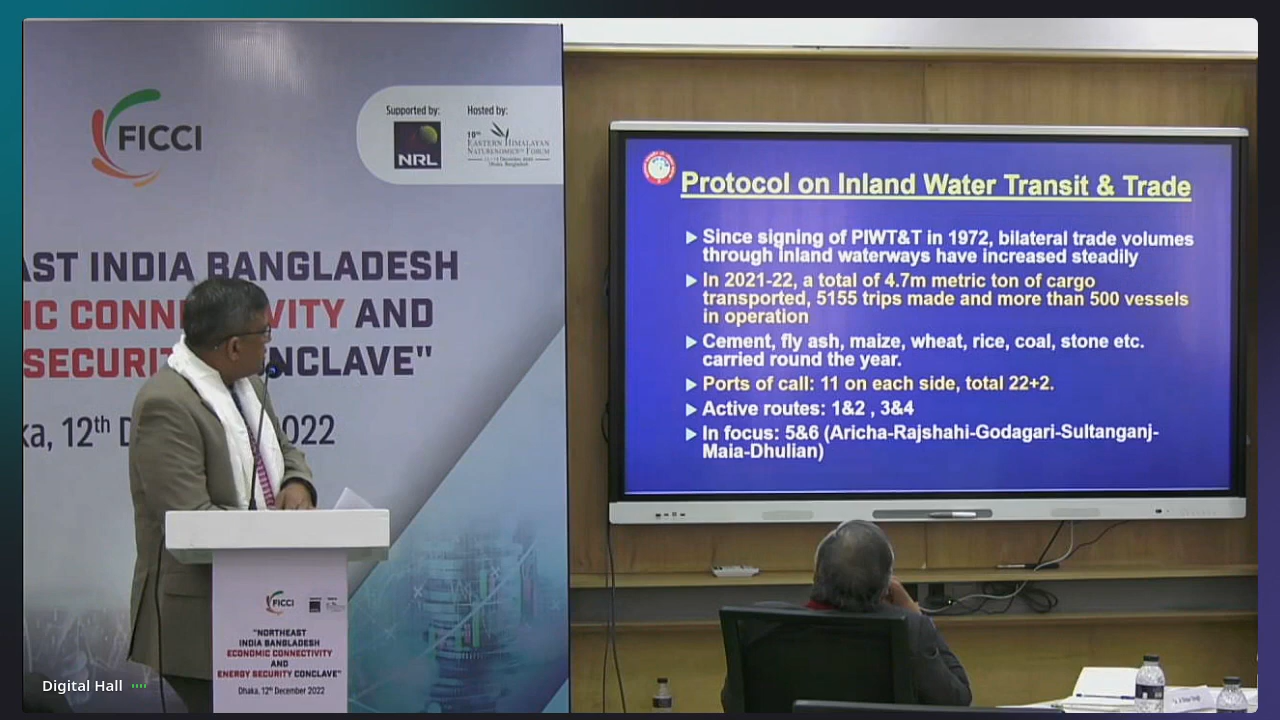 FICCI
Supported by:
NRL
Hosted by:
10th
EASTERN HIMALAYAN
NATURENOMICS FORUM
AST INDIA BANGLADESH
IC CONN VITY AND
SECURI NCLAVE"
ka, 12th D 2022
Protocol on Inland Water Transit & Trade
Since signing of PIWT&T in 1972, bilateral trade volumes
through inland waterways have increased steadily
In 2021-22, a total of 4.7m metric ton of cargo
transported, 5155 trips made and more than 500 vessels
in operation
Cement, fly ash, maize, wheat, rice, coal, stone etc.
carried round the year.
Ports of call: 11 on each side, total 22+2.
Active routes: 1&2 , 3&4
In focus: 5&6 (Aricha-Rajshahi-Godagari-Sultanganj-
Maia-Dhulian)
FICCI
"NORTHEAST
INDIA BANGLADESH
ECONOMIC CONNECTIVITY
AND
ENERGY SECURITY CONCLAVE"
Dhaka, 12th December 2022
Digital Hall